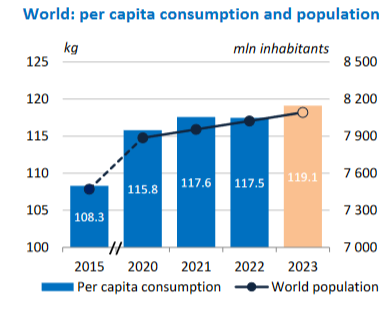 World: per capita consumption and population
kg mln inhabitants
125 8 500
120 8 200
115 7 900
110 7 600
105 7 300
100 7 000
108.3 115.8 117.6 117.5 119.1
2015 2020 2021 2022 2023
Per capita consumption World population